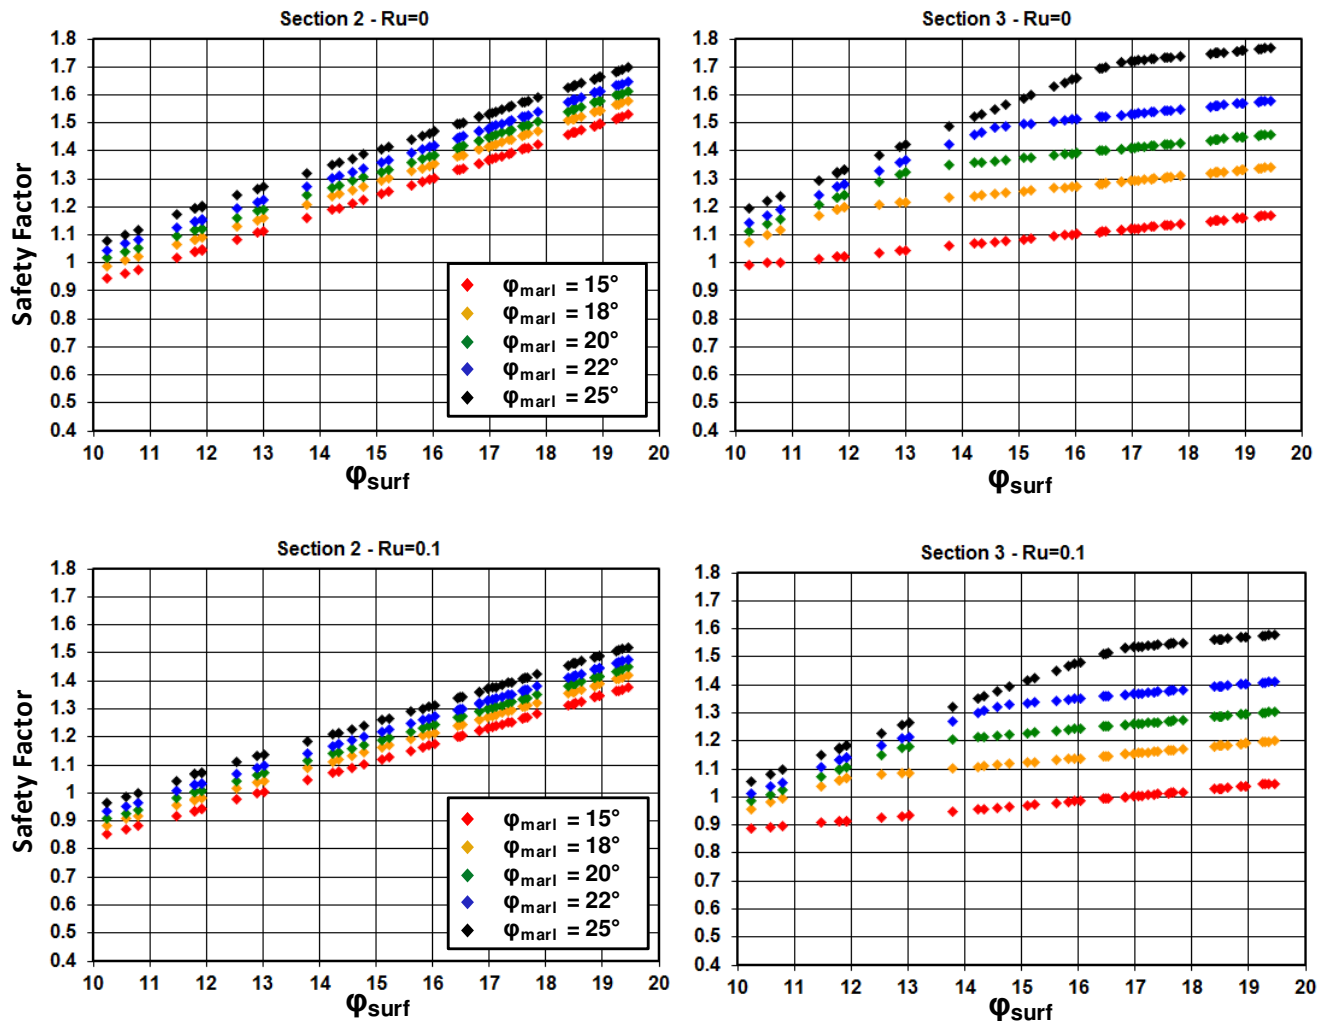 Section 2 - Ru=0
Safety Factor
1.8
1.7
1.6
1.5
1.4
1.3
1.2
1.1
1
0.9
0.8
0.7
0.6
0.5
0.4
10 11 12 13 14 15 16 17 18 19 20
φsurf
φmarl = 15°
φmarl = 18°
φmarl = 20°
φmarl = 22°
φmarl = 25°
Section 3 - Ru=0
1.8
1.7
1.6
1.5
1.4
1.3
1.2
1.1
1
0.9
0.8
0.7
0.6
0.5
0.4
10 11 12 13 14 15 16 17 18 19 20
φsurf
Section 2 - Ru=0.1
Safety Factor
1.8
1.7
1.6
1.5
1.4
1.3
1.2
1.1
1
0.9
0.8
0.7
0.6
0.5
0.4
10 11 12 13 14 15 16 17 18 19 20
φsurf
φmarl = 15°
φmarl = 18°
φmarl = 20°
φmarl = 22°
φmarl = 25°
Section 3 - Ru=0.1
1.8
1.7
1.6
1.5
1.4
1.3
1.2
1.1
1
0.9
0.8
0.7
0.6
0.5
0.4
10 11 12 13 14 15 16 17 18 19 20
φsurf